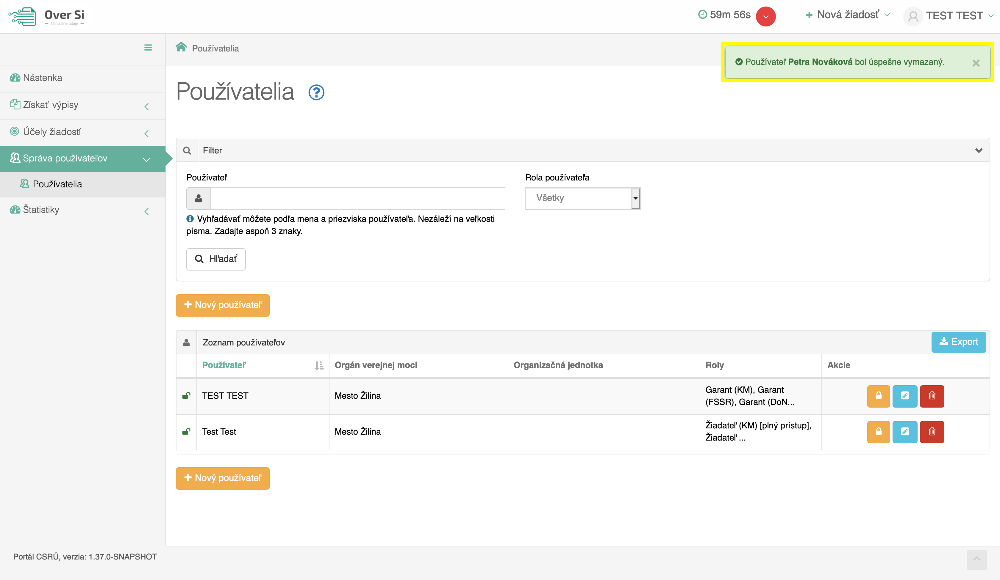 Over Si
Centrálne údaje
59m 56s
Nová žiadosť
TEST TEST
Používatelia
Používateľ Petra Nováková bol úspešne vymazaný.
Nástenka
Získať výpisy
Účely žiadostí
Správa používateľov
Používatelia
Štatistiky
Používatelia
Filter
Používateľ
Rola používateľa
Všetky
Vyhľadávať môžete podľa mena a priezviska používateľa. Nezáleží na veľkosti
písma. Zadajte aspoň 3 znaky.
Hľadať
Nový používateľ
Zoznam používateľov
Export
Používateľ Orgán verejnej moci Organizačná jednotka Roly Akcie
TEST TEST Mesto Žilina Garant (KM), Garant
(FSSR), Garant (DoN...
Test Test Mesto Žilina Žiadateľ (KM) [plný prístup],
Žiadateľ ...
Nový používateľ
Portál CSRÚ, verzia: 1.37.0-SNAPSHOT